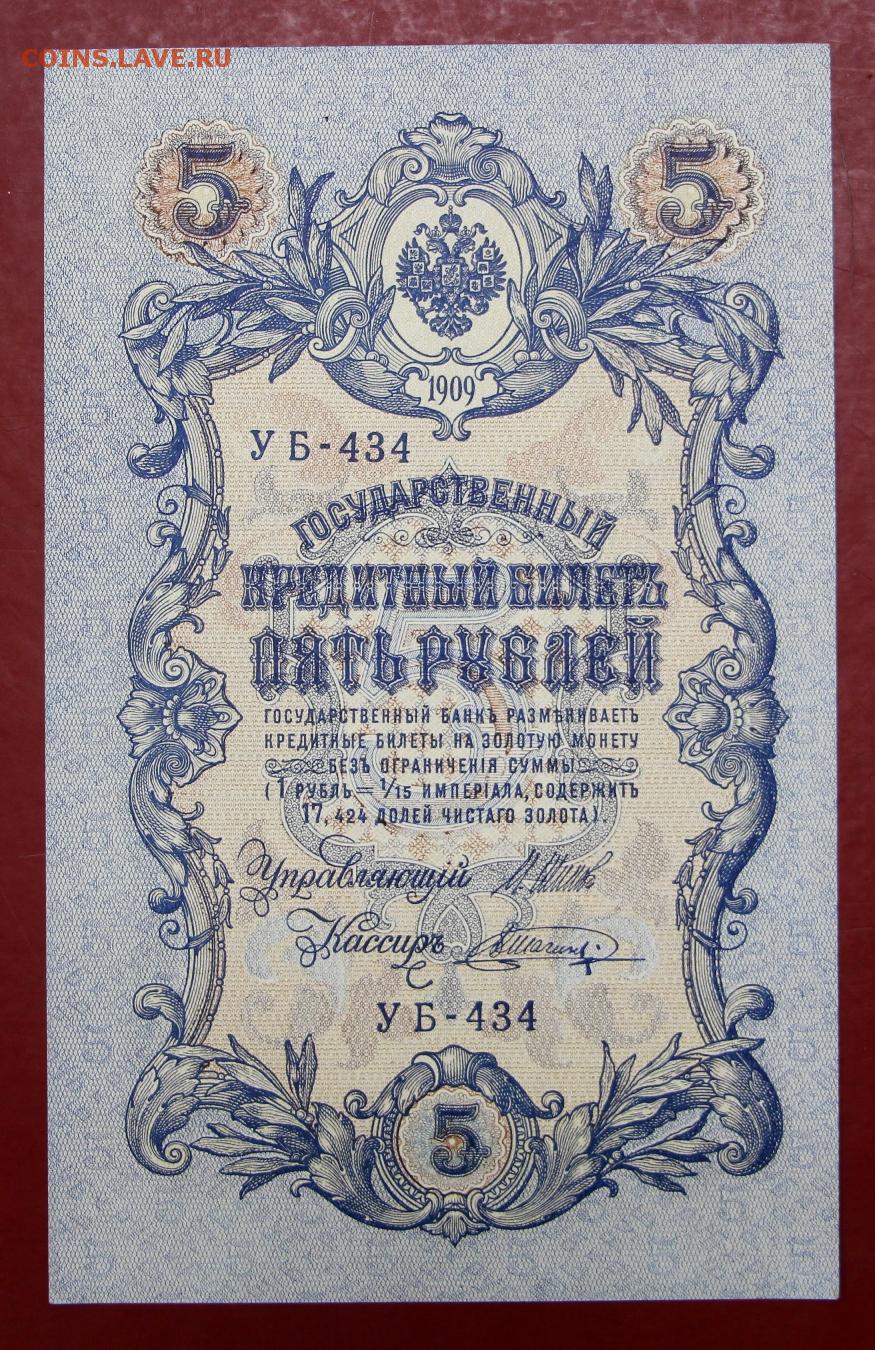 COINS.LAVE.RU
5 5
1909
УБ-434
ГОСУДАРСТВЕННЫЙ
КРЕДИТНЫЙ БИЛЕТЪ
ПЯТЬ РУБЛЕЙ
ГОСУДАРСТВЕННЫЙ БАНКЪ РАЗМѢНИВАЕТЪ
КРЕДИТНЫЕ БИЛЕТЫ НА ЗОЛОТУЮ МОНЕТУ
БЕЗЪ ОГРАНИЧЕНІЯ СУММЫ
(1 РУБЛЬ = 1/15 ИМПЕРІАЛА, СОДЕРЖИТЪ
17,424 ДОЛЕЙ ЧИСТАГО ЗОЛОТА).
Управляющій
Кассиръ
УБ-434
5